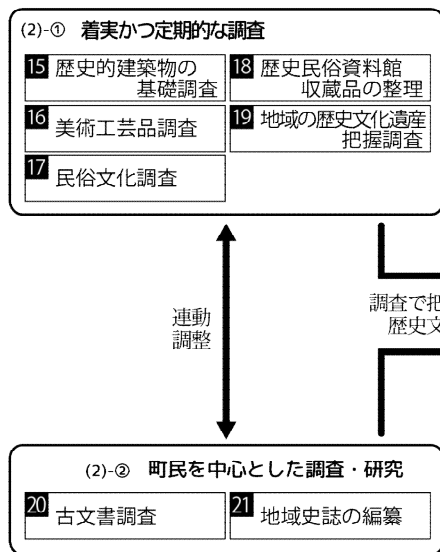 (2)-① 着実かつ定期的な調査
15 歴史的建築物の
基礎調査
16 美術工芸品調査
17 民俗文化調査
18 歴史民俗資料館
収蔵品の整理
19 地域の歴史文化遺産
把握調査
連動
調整
調査で把
歴史文
(2)-② 町民を中心とした調査・研究
20 古文書調査
21 地域史誌の編纂